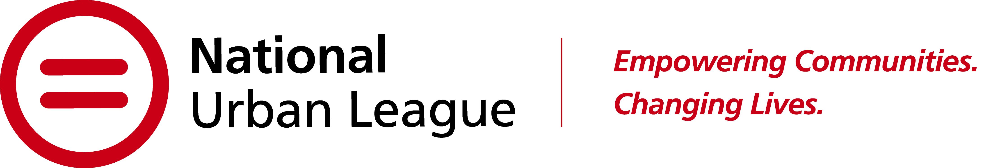 National
Urban League
Empowering Communities.
Changing Lives.